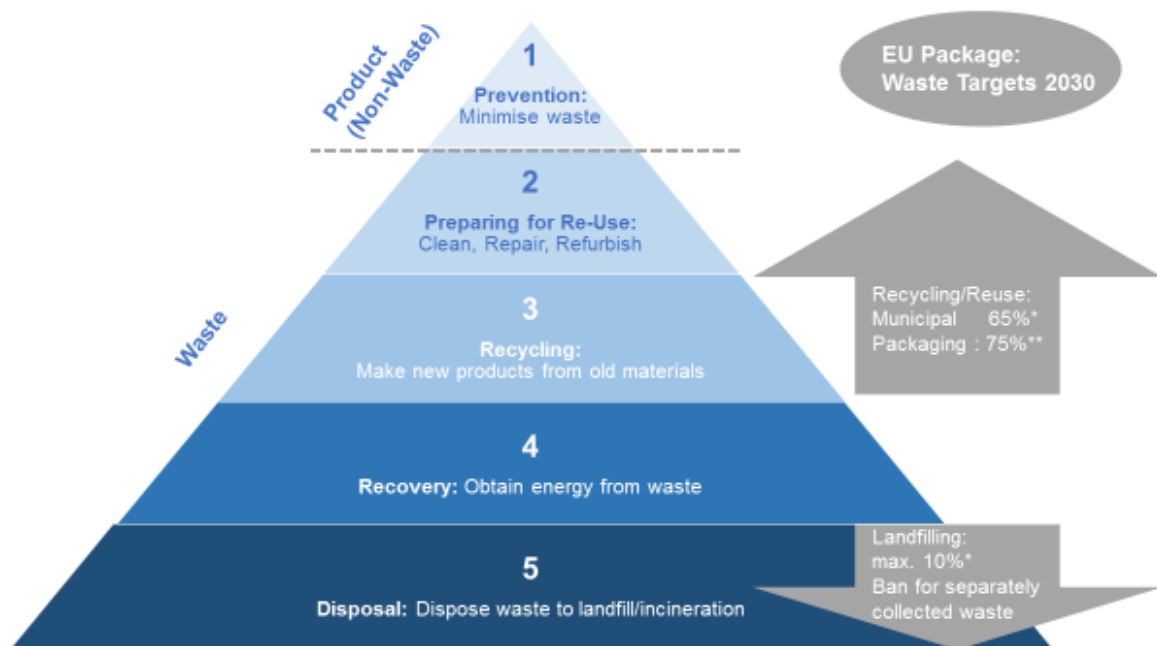 Product
(Non-Waste)
1
Prevention:
Minimise waste
EU Package:
Waste Targets 2030
2
Preparing for Re-Use:
Clean, Repair, Refurbish
Waste
3
Recycling:
Make new products from old materials
Recycling/Reuse:
Municipal 65%*
Packaging : 75%**
4
Recovery: Obtain energy from waste
5
Disposal: Dispose waste to landfill/incineration
Landfilling:
max. 10%*
Ban for separately
collected waste